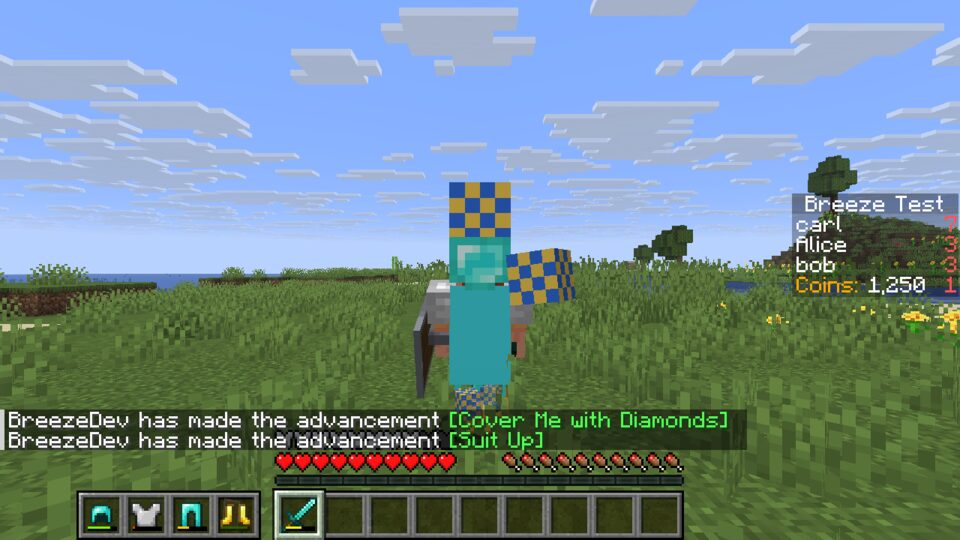 Breeze Test
carl 7
Alice 3
bob 3
Coins: 1,250 1
BreezeDev has made the advancement [Cover Me with Diamonds]
BreezeDev has made the advancement [Suit Up]